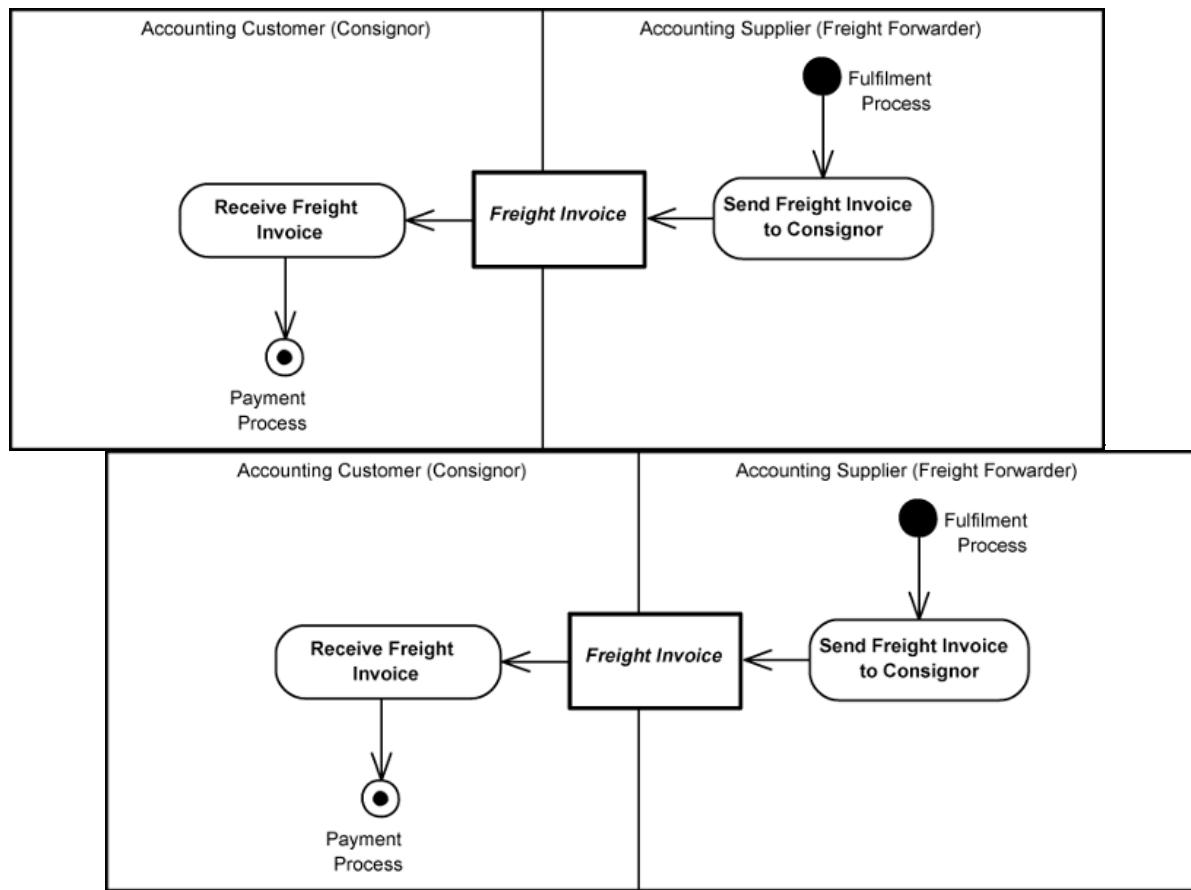 Accounting Customer (Consignor)
Accounting Supplier (Freight Forwarder)
Fulfilment
Process
Receive Freight
Invoice
Freight Invoice
Send Freight Invoice
to Consignor
Payment
Process
Accounting Customer (Consignor)
Accounting Supplier (Freight Forwarder)
Fulfilment
Process
Receive Freight
Invoice
Freight Invoice
Send Freight Invoice
to Consignor
Payment
Process